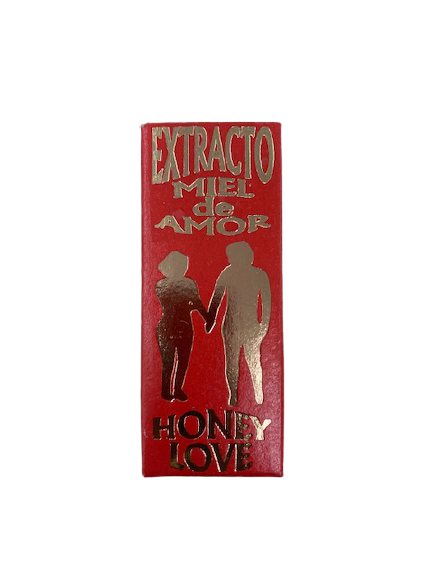 EXTRACTO
MIEL
de
AMOR
HONEY
LOVE